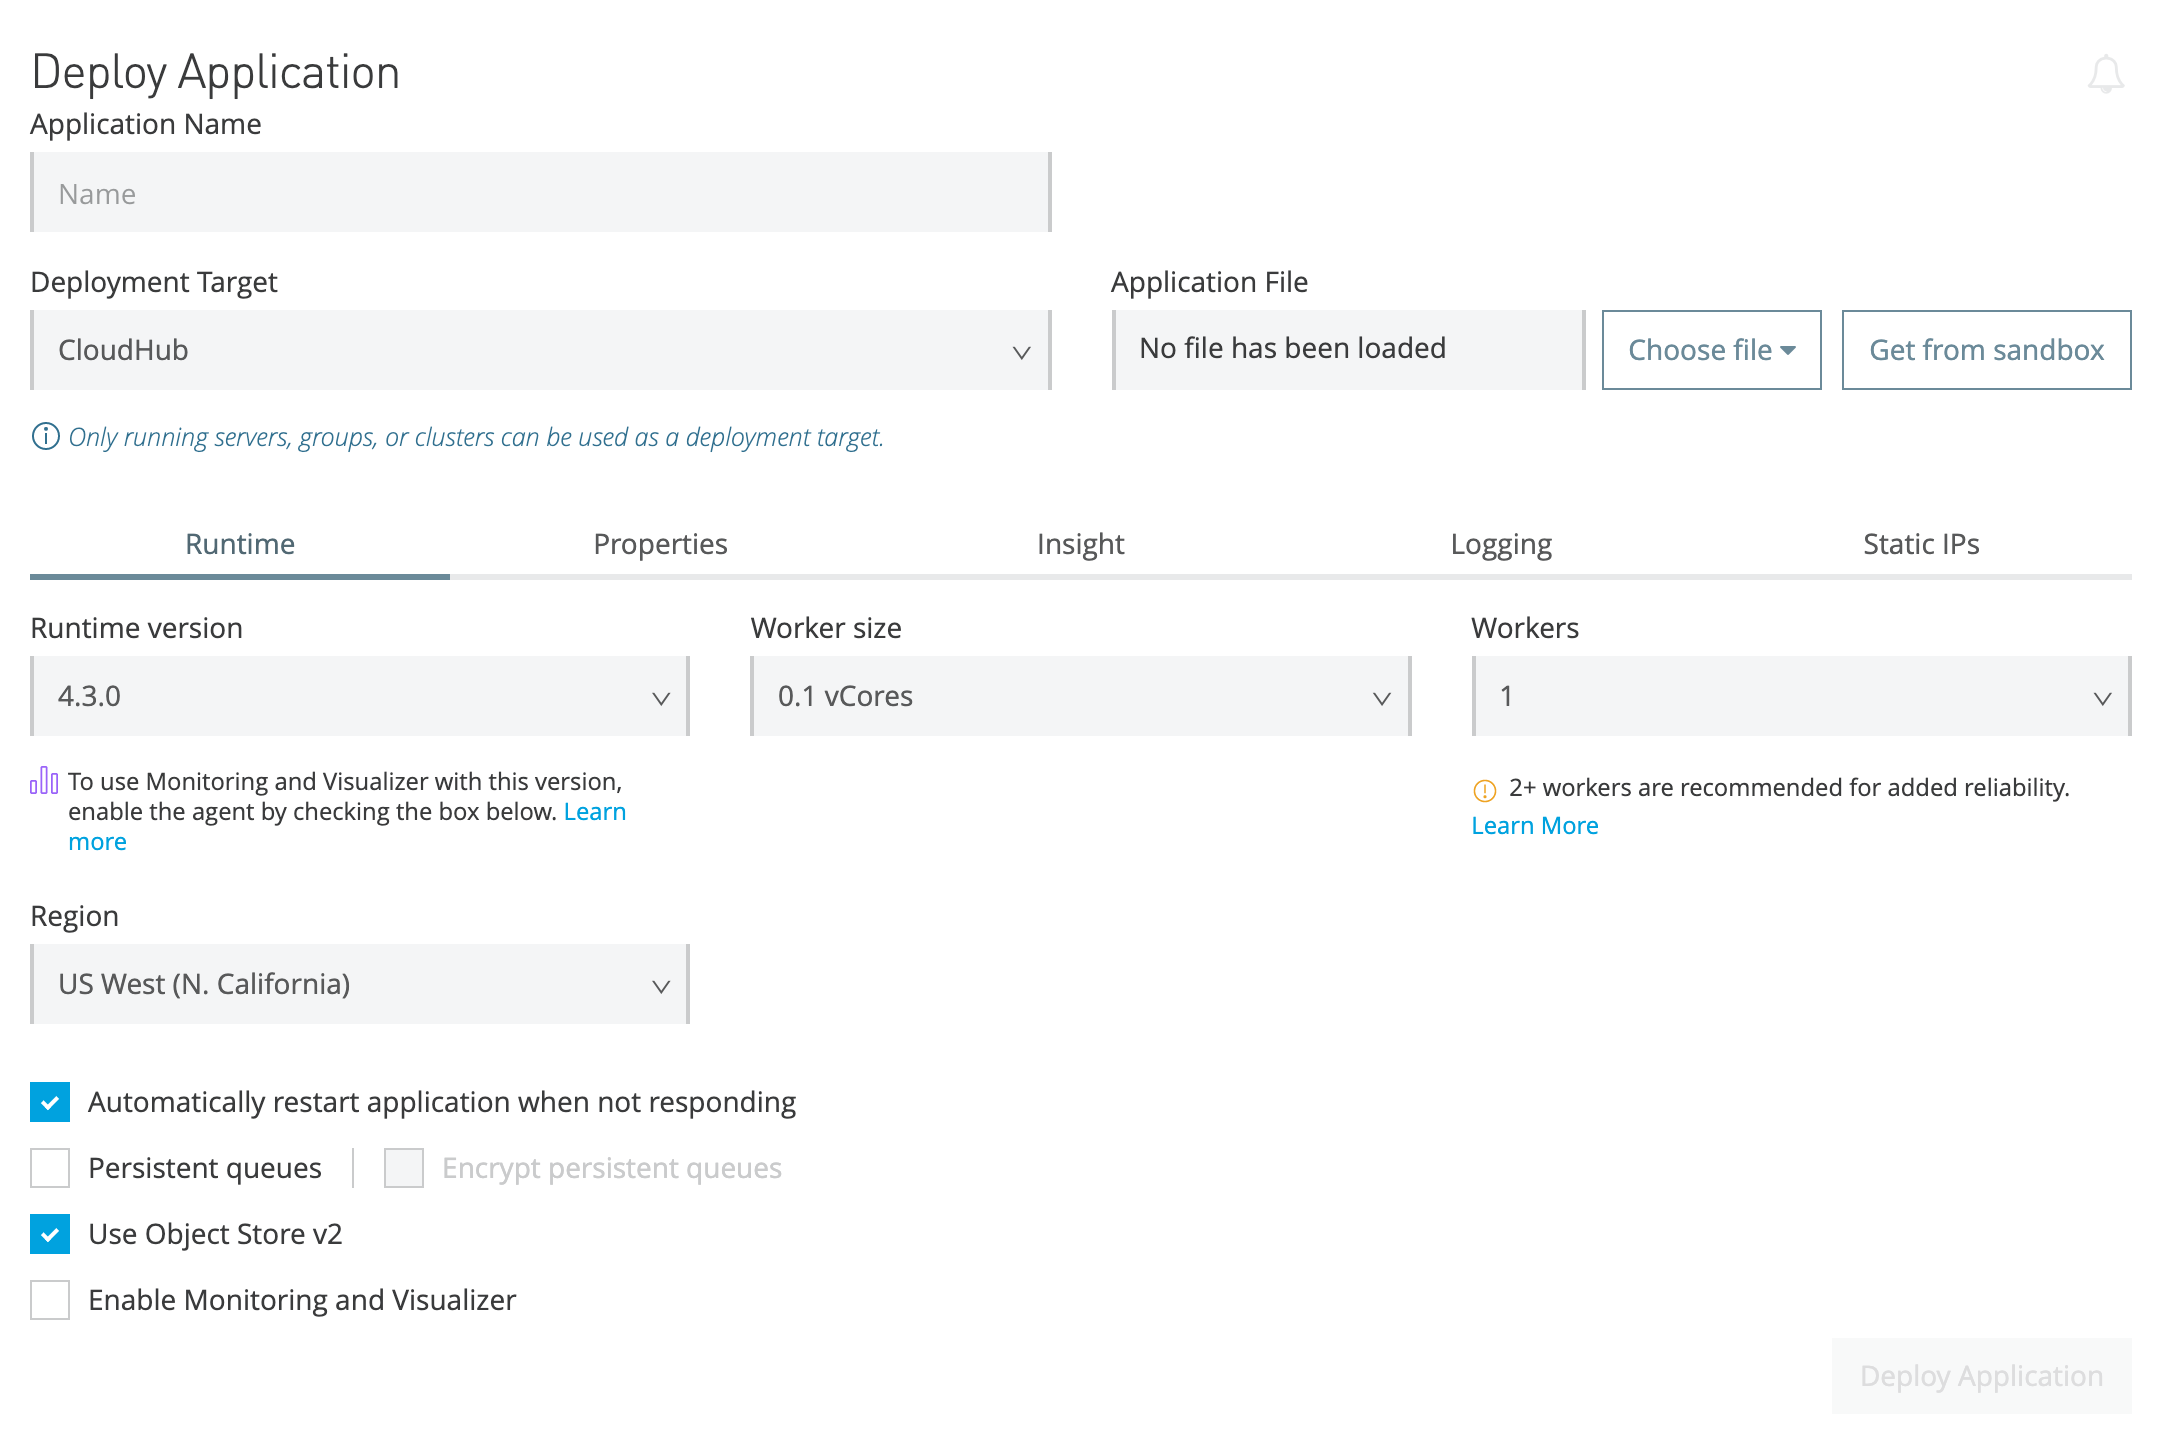 Deploy Application
Application Name
Name
Deployment Target
Application File
CloudHub
No file has been loaded
Choose file
Get from sandbox
Only running servers, groups, or clusters can be used as a deployment target.
Runtime
Properties
Insight
Logging
Static IPs
Runtime version
Worker size
Workers
4.3.0
0.1 vCores
1
To use Monitoring and Visualizer with this version,
enable the agent by checking the box below. Learn
more
2+ workers are recommended for added reliability.
Learn More
Region
US West (N. California)
Automatically restart application when not responding
Persistent queues
Encrypt persistent queues
Use Object Store v2
Enable Monitoring and Visualizer
Deploy Application